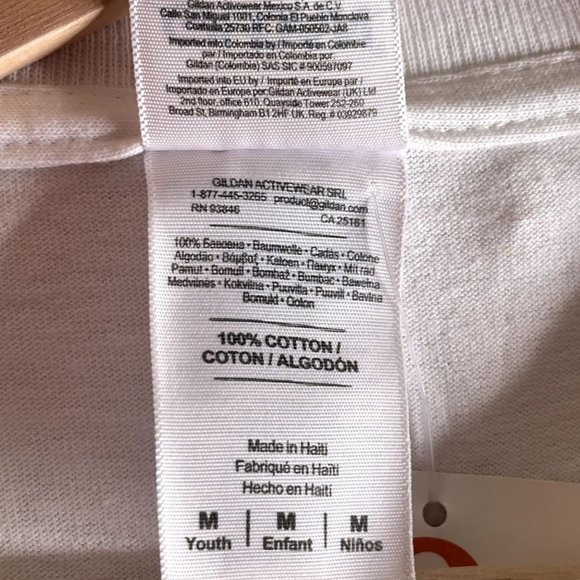 Gildan Activewear Mexico S.A. de C.V
Calle San Miguel 1001, Colonia El Pueblo Monclova,
Coahuila 25730 RFC: GAM-050502-JA8
Imported into Colombia by / Importé en Colombie
par / Importado en Colombia por:
Gildan (Colombia) SAS SIC # 900597097
Imported into EU by / Importé en Europe par /
Importado en Europa por: Gildan Activewear (UK) Ltd
2nd floor, office 610, Quayside Tower 252-260
Broad St, Birmingham B1 2HF UK. Reg. # 03929879
GILDAN ACTIVEWEAR SRL
1-877-445-3265 product@gildan.com
RN 93846 CA 25181
100% Бавовна • Baumwolle • Cadás • Cotone
Algodão • Βάμβαξ • Katoen • Памук • Mit rad
Pamut • Bomull • Bombaž • Bumbac • Bawełna
Medvilnės • Kokvilna • Puuvilla • Puuvill • Bavlna
Bomuld • Qoton
100% COTTON /
COTON / ALGODÓN
Made in Haiti
Fabriqué en Haïti
Hecho en Haití
M | M | M
Youth | Enfant | Niños